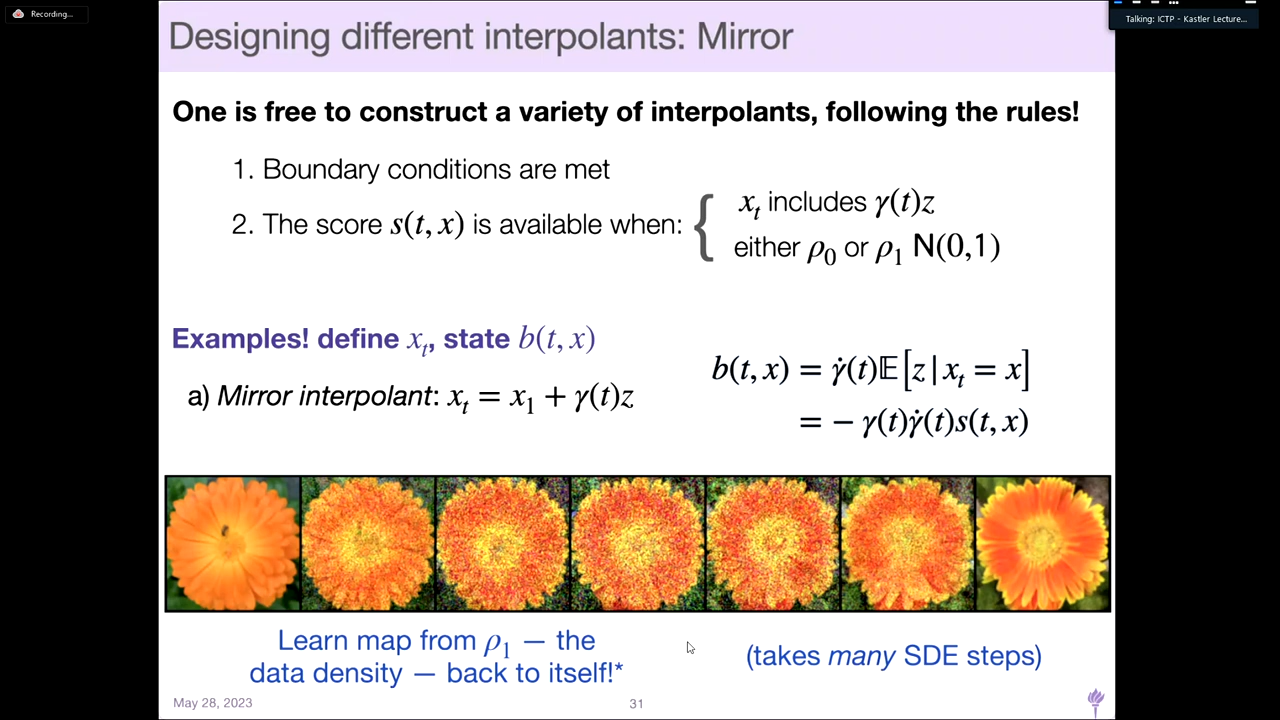 Recording...
Talking: ICTP - Kastler Lecture...
Designing different interpolants: Mirror
One is free to construct a variety of interpolants, following the rules!
1. Boundary conditions are met
2. The score s(t, x) is available when:
x_t includes γ(t)z
either ρ_0 or ρ_1 N(0,1)
Examples! define x_t, state b(t, x)
a) Mirror interpolant: x_t = x_1 + γ(t)z
b(t, x) = γ̇(t)𝔼[z|x_t = x]
= − γ(t)γ̇(t)s(t, x)
Learn map from ρ_1 — the
data density — back to itself!*
(takes many SDE steps)
May 28, 2023
31